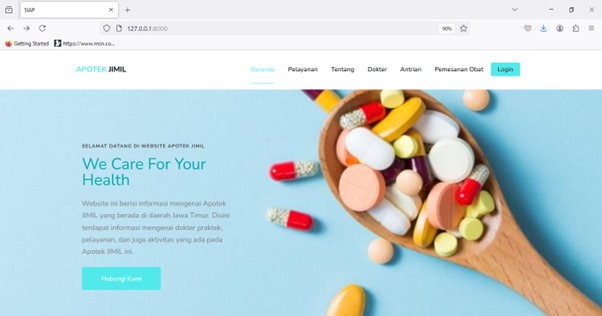 SIAP
127.0.0.1:8000
90%
Getting Started https://www.msn.co...
APOTEK JIMIL
Beranda Pelayanan Tentang Dokter Antrian Pemesanan Obat Login
SELAMAT DATANG DI WEBSITE APOTEK JIMIL
We Care For Your
Health
Website ini berisi informasi mengenai Apotek
JIMIL yang berada di daerah Jawa Timur. Disini
terdapat informasi mengenai dokter praktek,
pelayanan, dan juga aktivitas yang ada pada
Apotek JIMIL ini.
Hubungi Kami